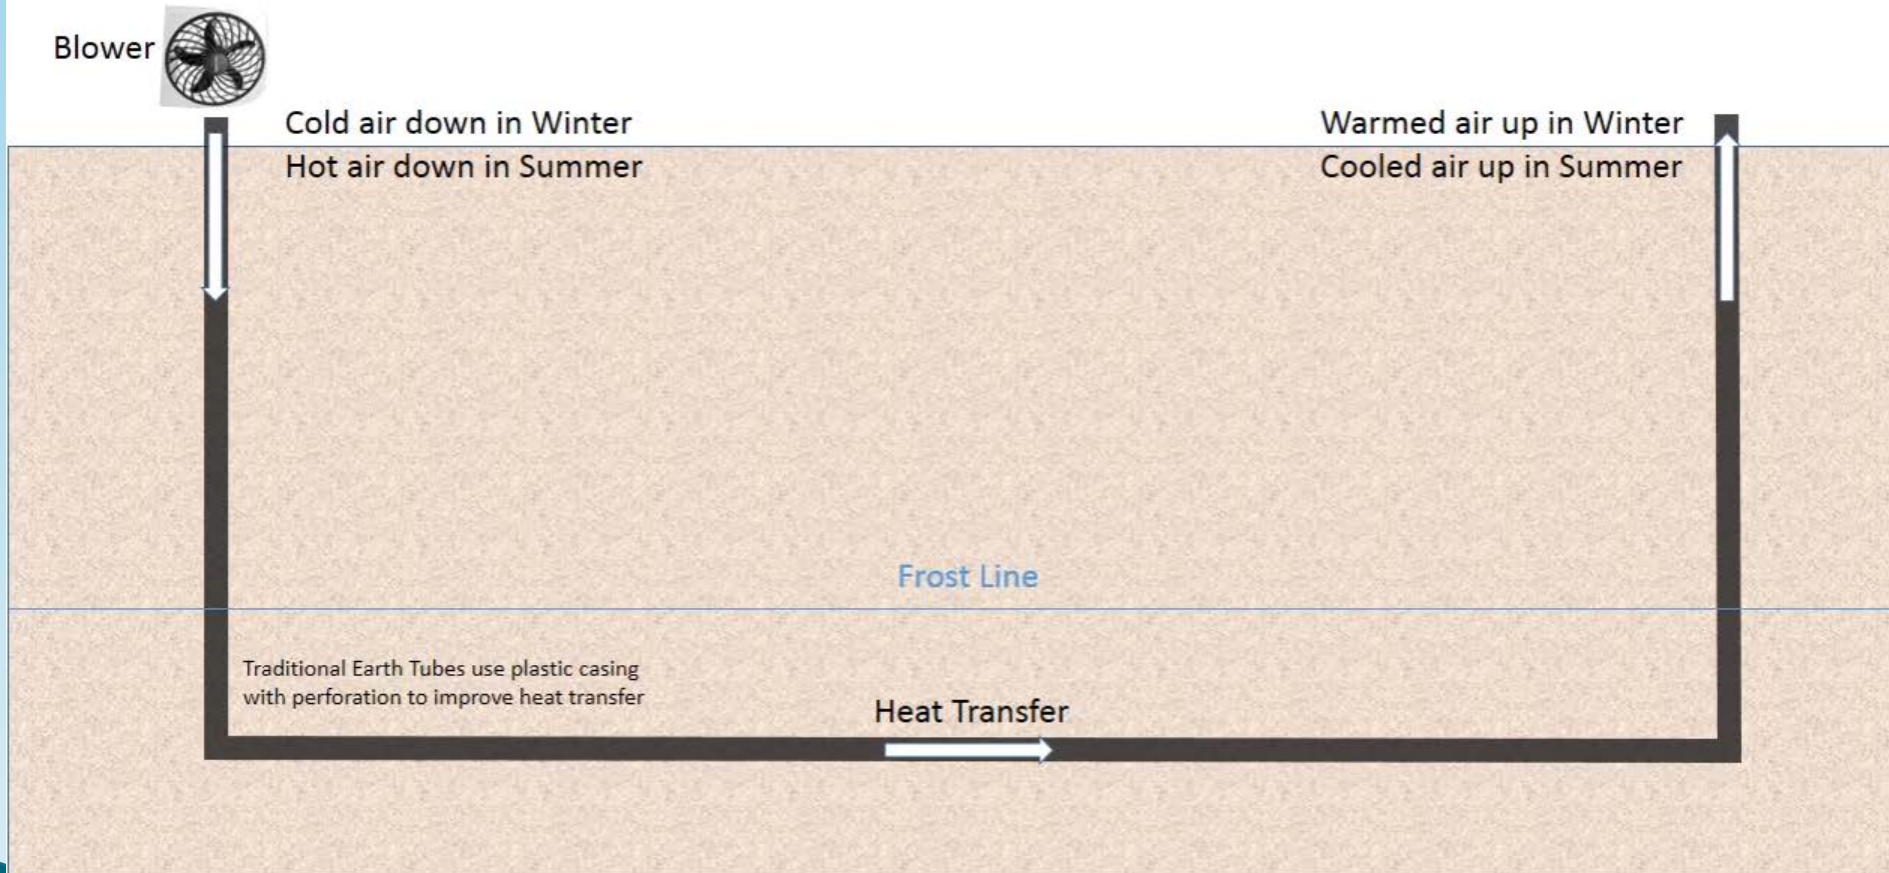 Blower
Cold air down in Winter
Hot air down in Summer
Warmed air up in Winter
Cooled air up in Summer
Frost Line
Traditional Earth Tubes use plastic casing
with perforation to improve heat transfer
Heat Transfer